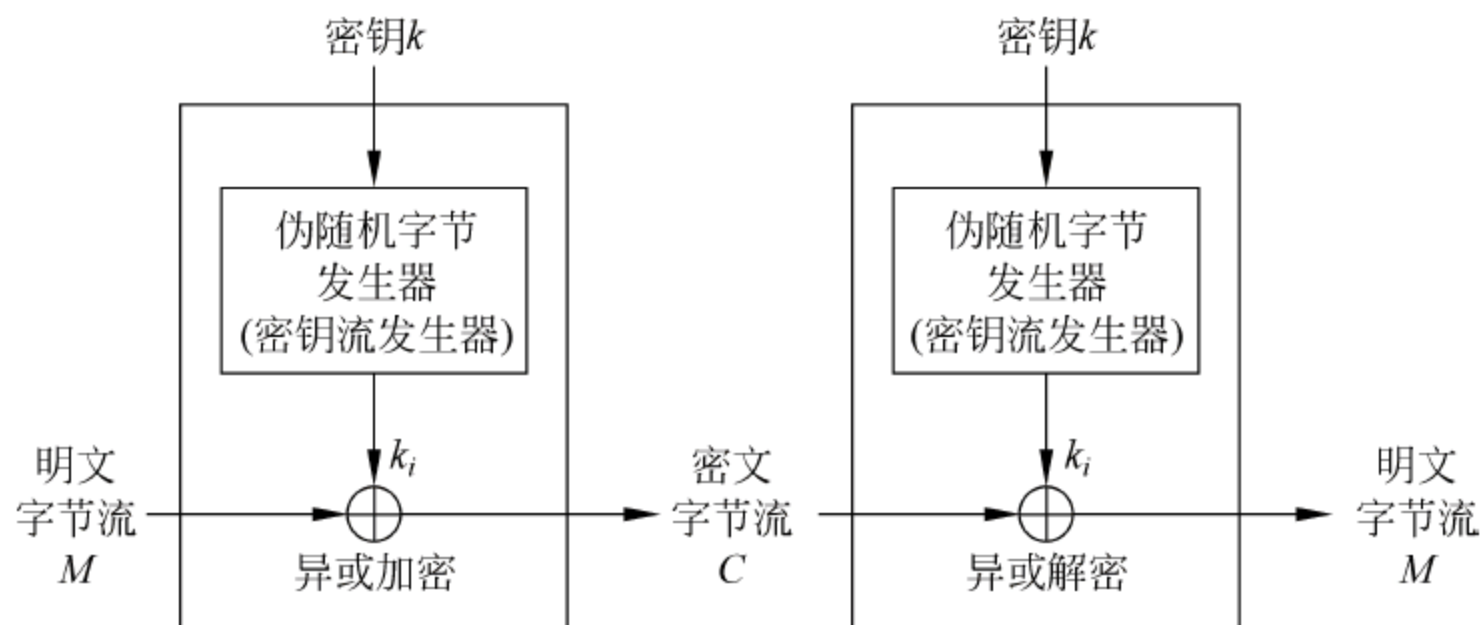 密钥k
伪随机字节
发生器
(密钥流发生器)
k_i
明文
字节流
M
异或加密
密文
字节流
C
密钥k
伪随机字节
发生器
(密钥流发生器)
k_i
异或解密
明文
字节流
M